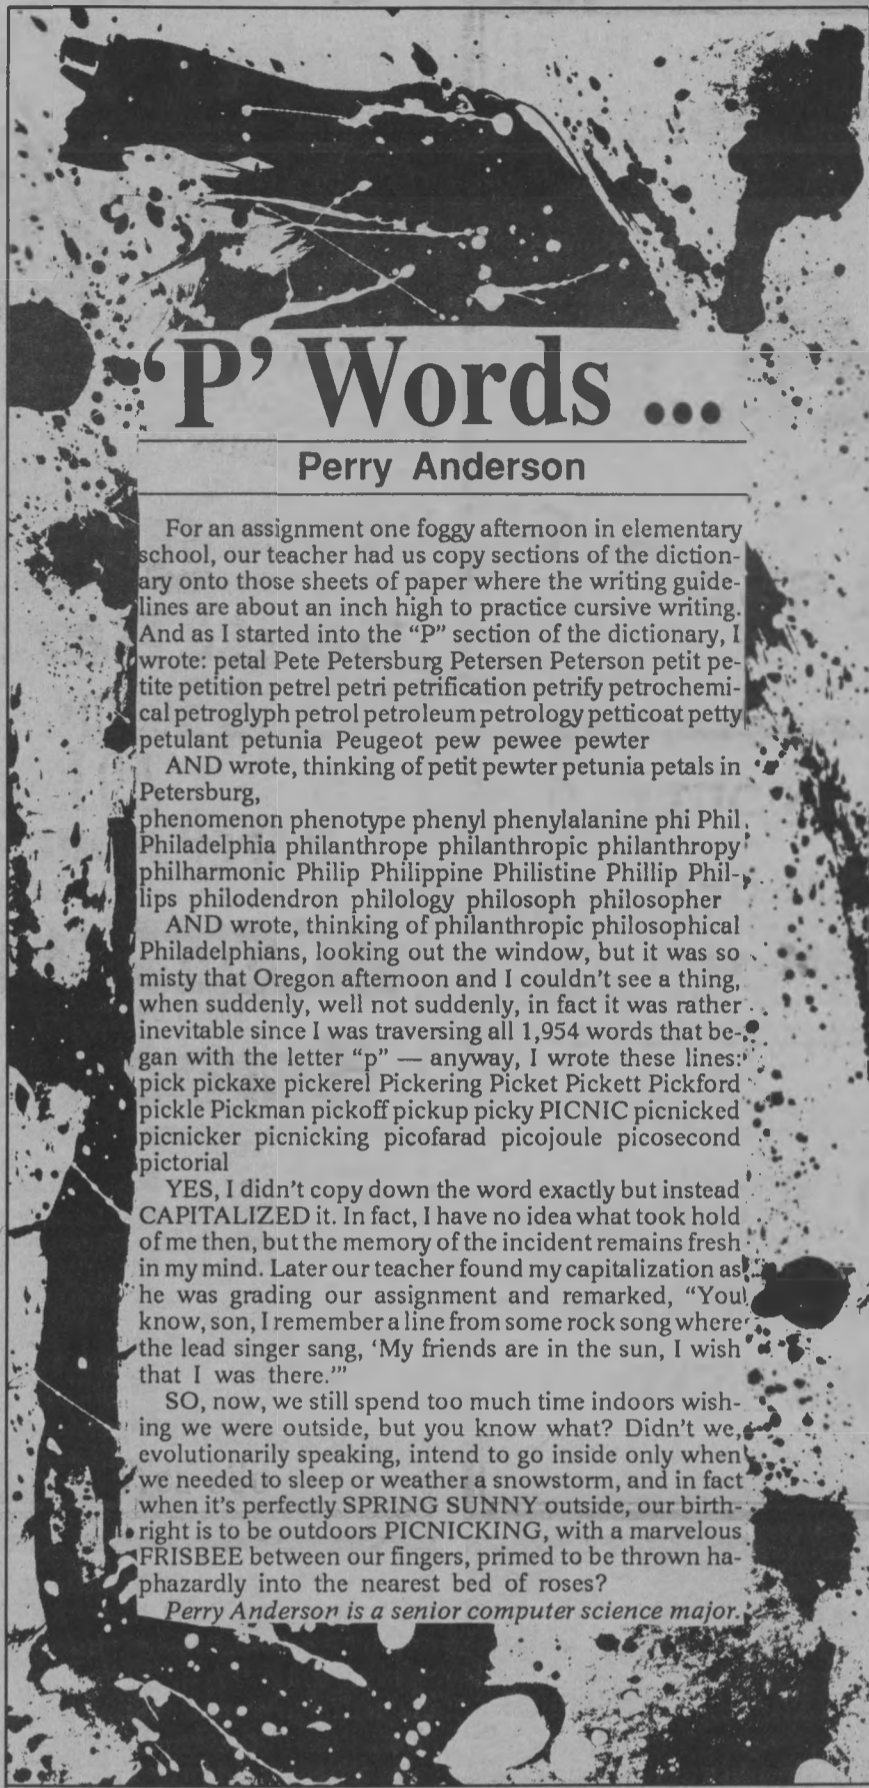 ‘P’ Words ...
Perry Anderson
For an assignment one foggy afternoon in elementary
school, our teacher had us copy sections of the diction-
ary onto those sheets of paper where the writing guide-
lines are about an inch high to practice cursive writing.
And as I started into the “P” section of the dictionary, I
wrote: petal Pete Petersburg Petersen Peterson petit pe-
tite petition petrel petri petrification petrify petrochemi-
cal petroglyph petrol petroleum petrology petticoat petty
petulant petunia Peugeot pew pewee pewter
AND wrote, thinking of petit pewter petunia petals in
Petersburg,
phenomenon phenotype phenyl phenylalanine phi Phil
Philadelphia philanthrope philanthropic philanthropy
philharmonic Philip Philippine Philistine Phillip Phil-
lips philodendron philology philosoph philosopher
AND wrote, thinking of philanthropic philosophical
Philadelphians, looking out the window, but it was so
misty that Oregon afternoon and I couldn't see a thing,
when suddenly, well not suddenly, in fact it was rather
inevitable since I was traversing all 1,954 words that be-
gan with the letter “p” — anyway, I wrote these lines:
pick pickaxe pickerel Pickering Picket Pickett Pickford
pickle Pickman pickoff pickup picky PICNIC picnicked
picnicker picnicking picofarad picojoule picosecond
pictorial
YES, I didn't copy down the word exactly but instead
CAPITALIZED it. In fact, I have no idea what took hold
of me then, but the memory of the incident remains fresh
in my mind. Later our teacher found my capitalization as
he was grading our assignment and remarked, “You
know, son, I remember a line from some rock song where
the lead singer sang, ‘My friends are in the sun, I wish
that I was there.’”
SO, now, we still spend too much time indoors wish-
ing we were outside, but you know what? Didn't we,
evolutionarily speaking, intend to go inside only when
we needed to sleep or weather a snowstorm, and in fact
when it's perfectly SPRING SUNNY outside, our birth-
right is to be outdoors PICNICKING, with a marvelous
FRISBEE between our fingers, primed to be thrown ha-
phazardly into the nearest bed of roses?
Perry Anderson is a senior computer science major.